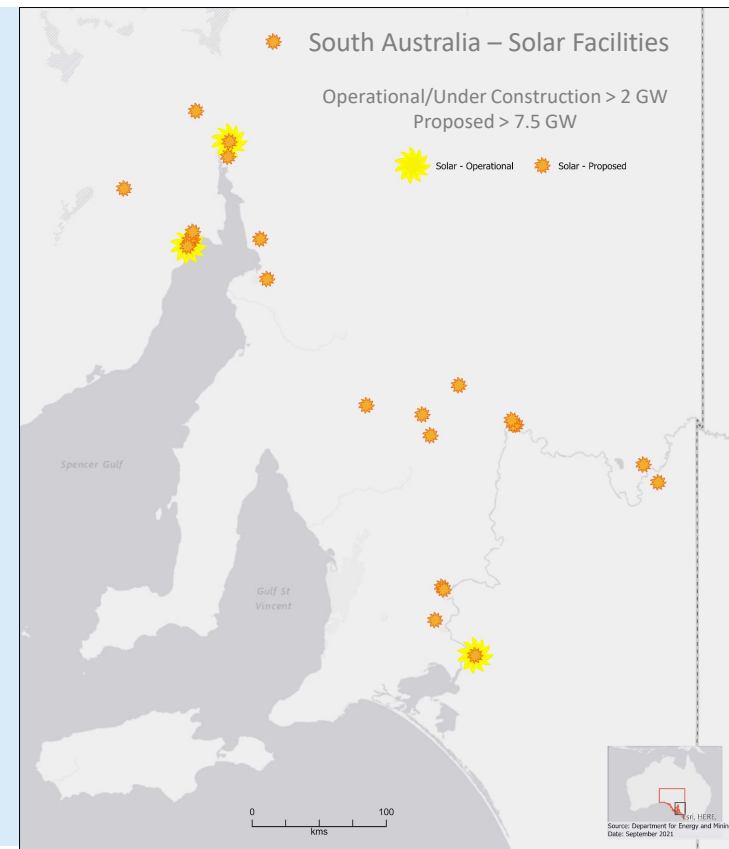 South Australia – Solar Facilities
Operational/Under Construction > 2 GW
Proposed > 7.5 GW
Solar - Operational
Solar - Proposed
Spencer Gulf
Gulf St
Vincent
0
100
kms
Esri, HERE,
Source: Department for Energy and Mining
Date: September 2021